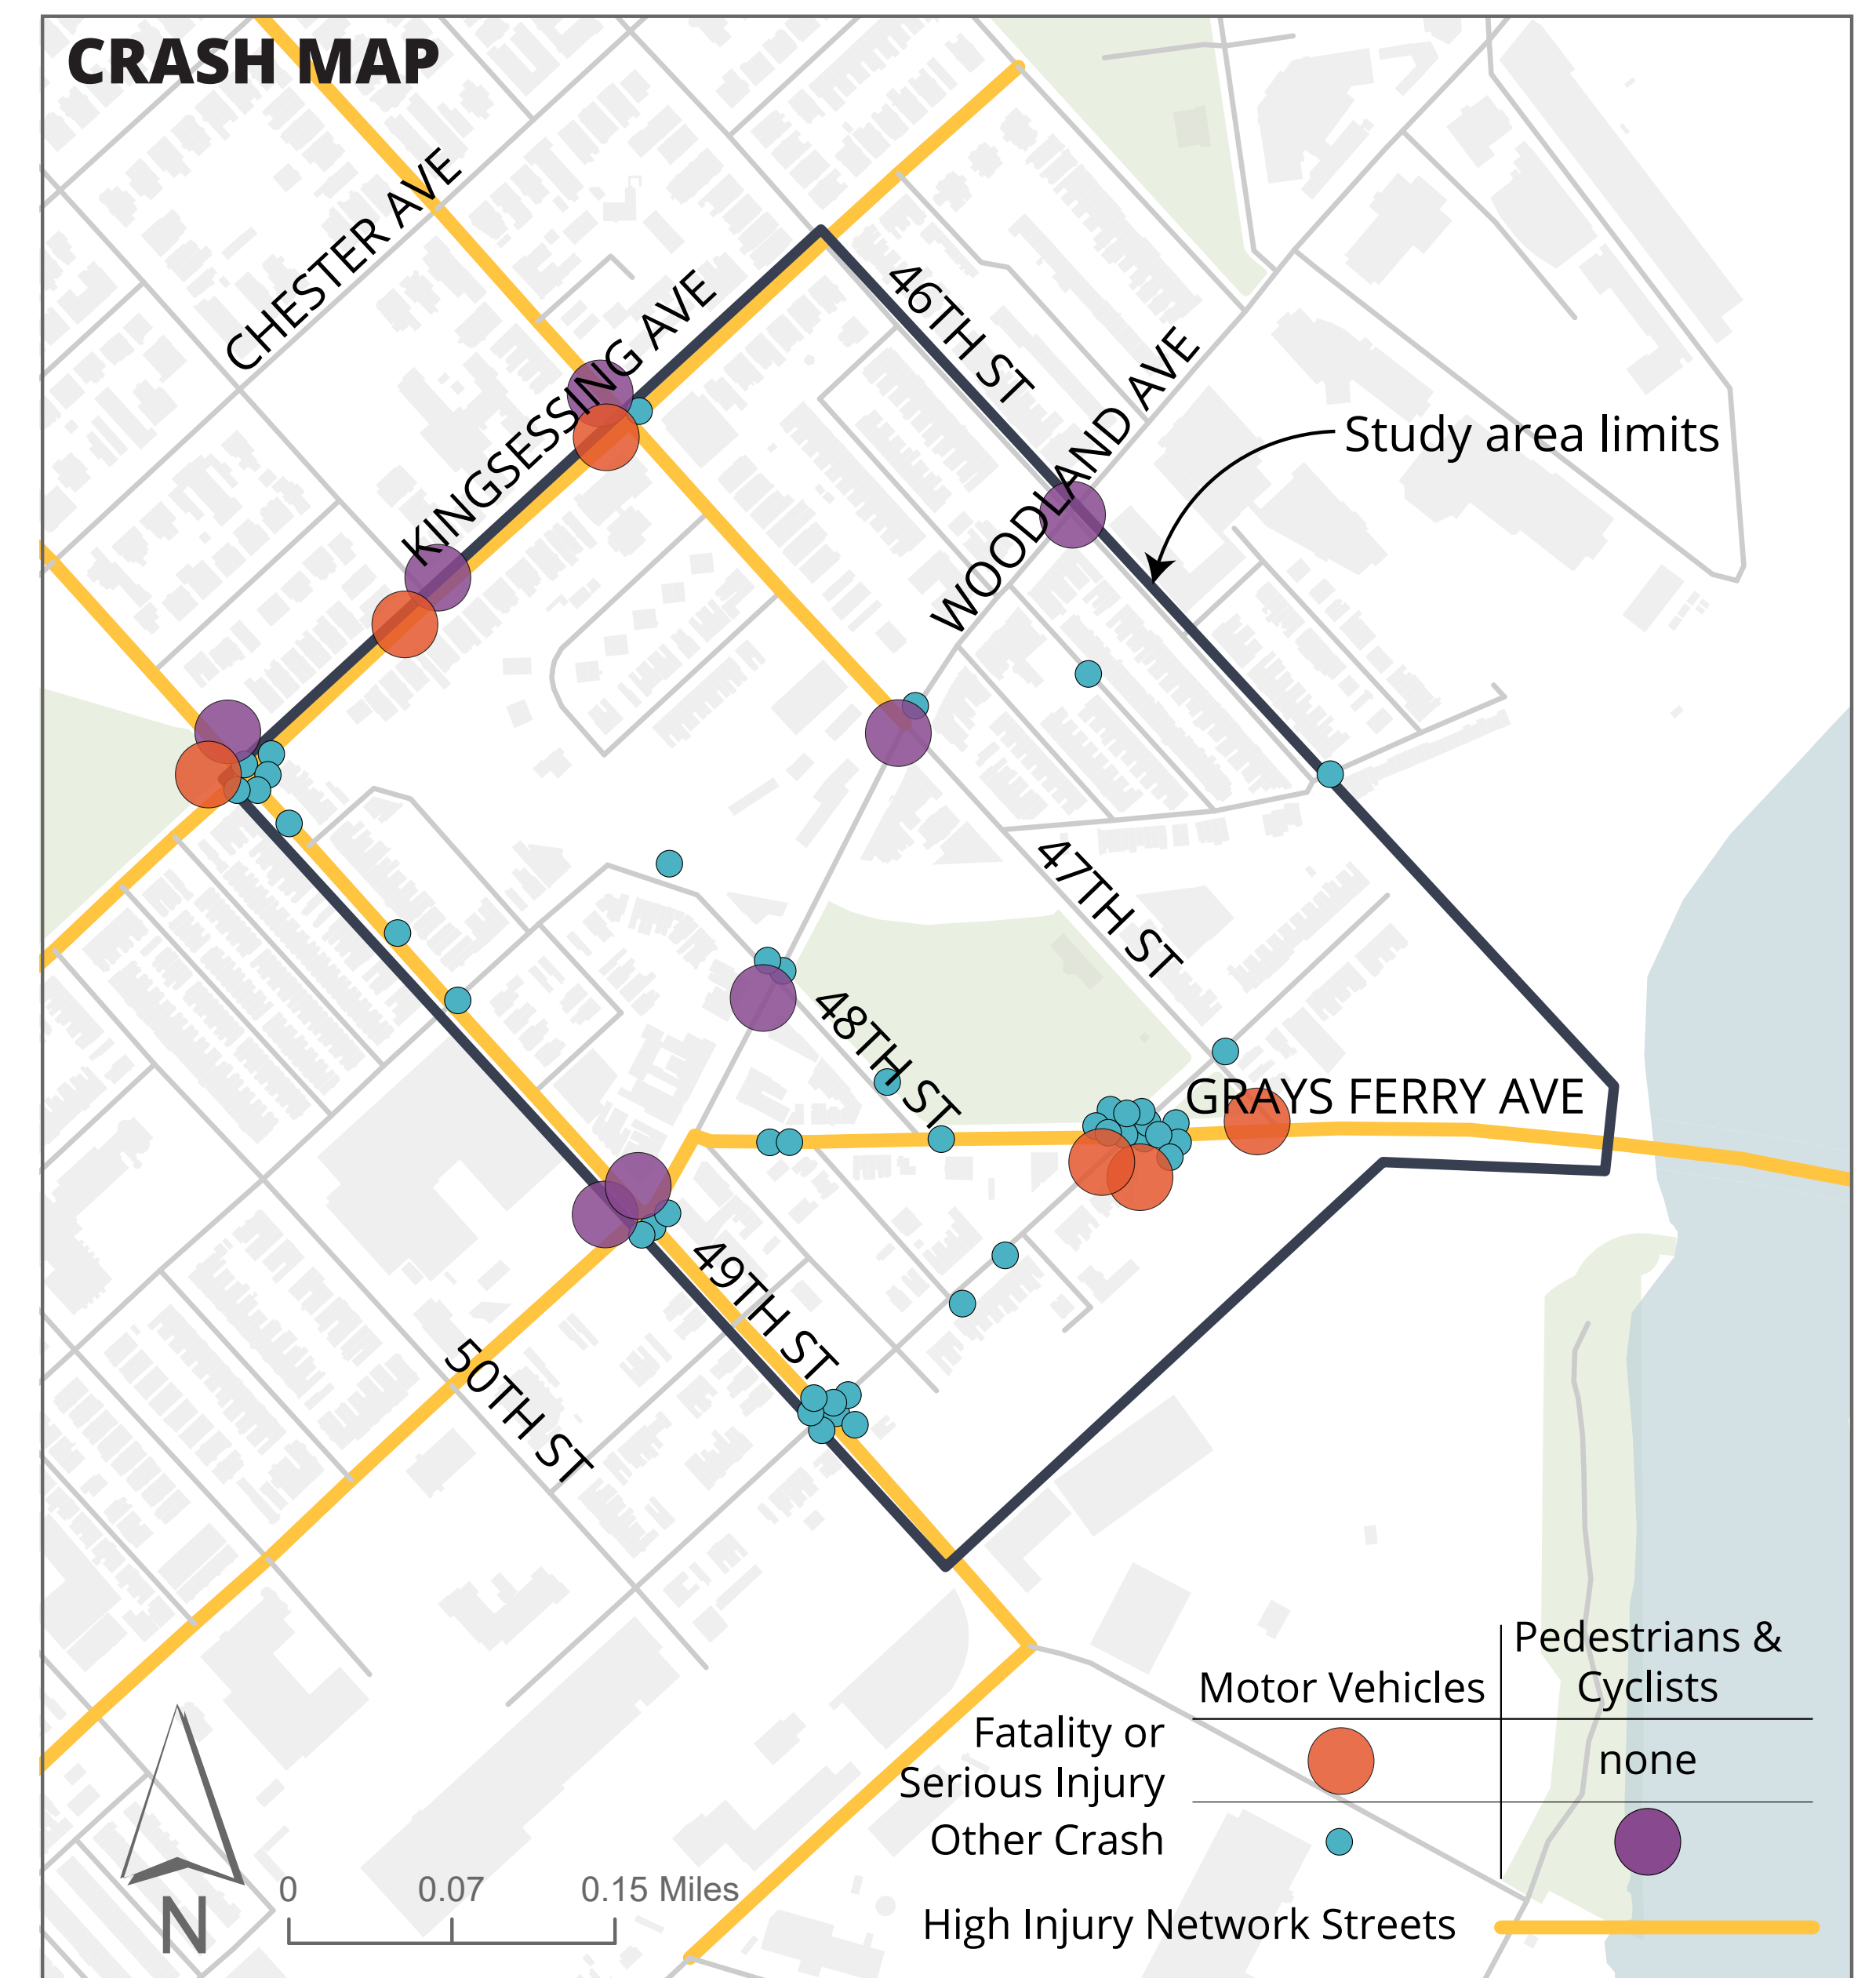 CRASH MAP
CHESTER AVE
KINGSESSING AVE
46TH ST
WOODLAND AVE
Study area limits
47TH ST
48TH ST
GRAYS FERRY AVE
49TH ST
50TH ST
Pedestrians &
Cyclists
Motor Vehicles
Fatality or
Serious Injury
none
Other Crash
High Injury Network Streets
0 0.07 0.15 Miles
N